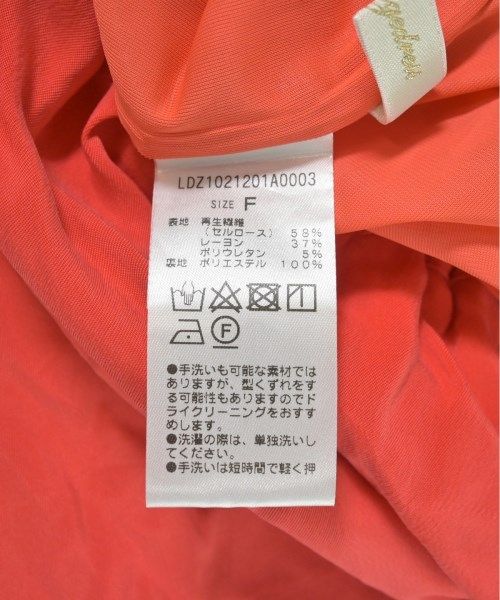 gedress
LDZ1021201A0003
SIZE F
表地 再生繊維
(セルロース) 58%
レーヨン 37%
ポリウレタン 5%
裏地 ポリエステル 100%
F
●手洗いも可能な素材では
ありますが、型くずれを
する可能性もありますのでド
ライクリーニングをおすす
めします。
●洗濯の際は、単独洗いし
てください。
●手洗いは短時間で軽く押